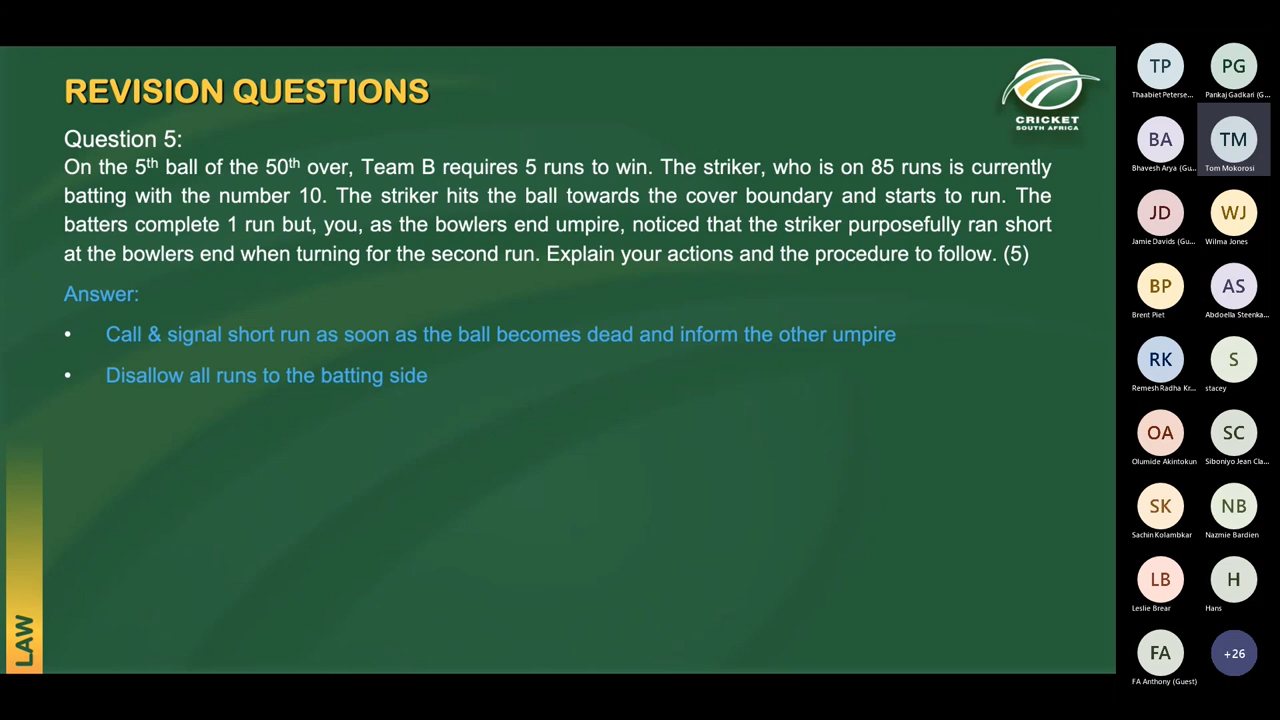 REVISION QUESTIONS
CRICKET
SOUTH AFRICA
Question 5:
On the 5th ball of the 50th over, Team B requires 5 runs to win. The striker, who is on 85 runs is currently
batting with the number 10. The striker hits the ball towards the cover boundary and starts to run. The
batters complete 1 run but, you, as the bowlers end umpire, noticed that the striker purposefully ran short
at the bowlers end when turning for the second run. Explain your actions and the procedure to follow. (5)
Answer:
• Call & signal short run as soon as the ball becomes dead and inform the other umpire
• Disallow all runs to the batting side
LAW
TP
Thaabiet Peterse...
PG
Pankaj Gadkari (G...
BA
Bhavesh Arya (Gu...
TM
Tom Mokorosi
JD
Jamie Davids (Gu...
WJ
Wilma Jones
BP
Brent Piet
AS
Abdoella Steenka...
RK
Remesh Radha Kr...
S
stacey
OA
Olumide Akintokun
SC
Siboniyo Jean Cla...
SK
Sachin Kolambkar
NB
Nazmie Bardien
LB
Leslie Brear
H
Hans
FA
FA Anthony (Guest)
+26